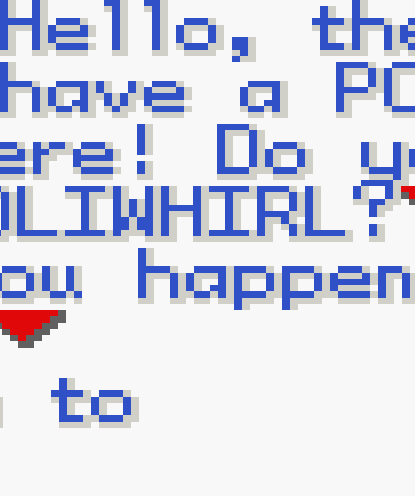 Hello, the
have a PO
ere! Do y
LIWHIRL?
ou happen
to